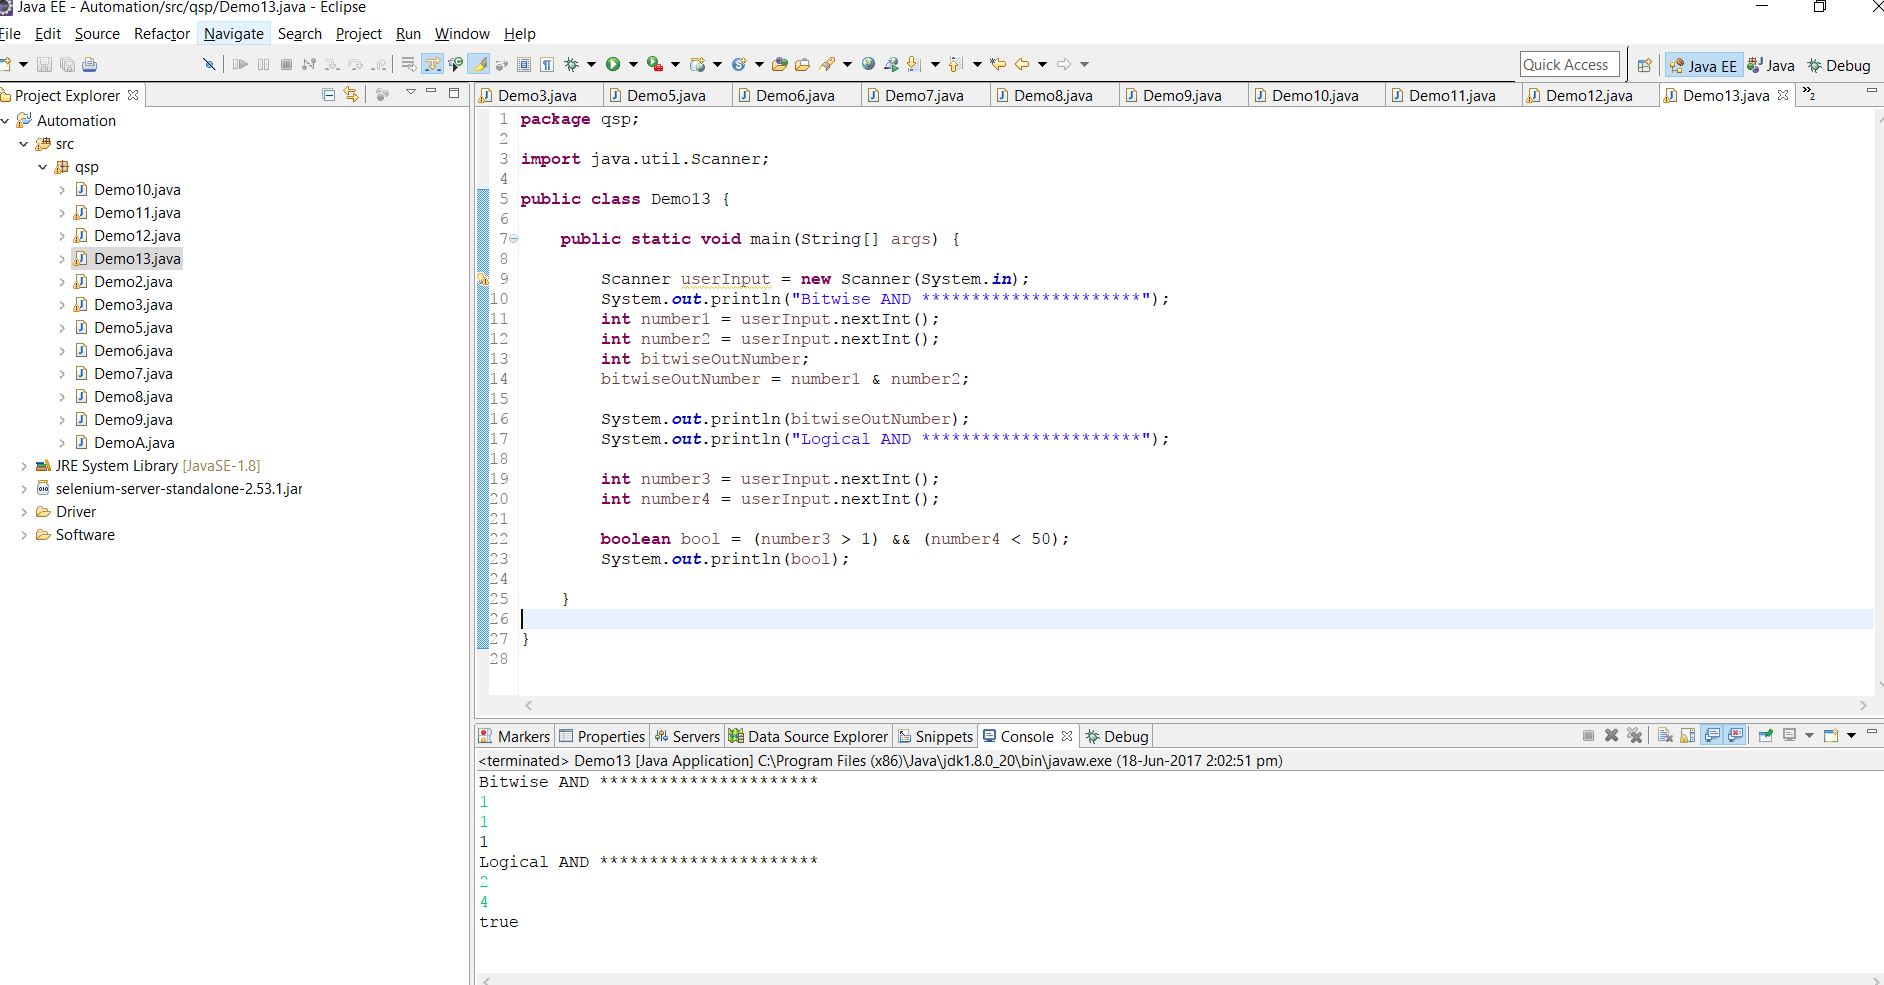 Java EE - Automation/src/qsp/Demo13.java - Eclipse
File Edit Source Refactor Navigate Search Project Run Window Help
Quick Access Java EE Java Debug
Project Explorer
Automation
src
qsp
Demo10.java
Demo11.java
Demo12.java
Demo13.java
Demo2.java
Demo3.java
Demo5.java
Demo6.java
Demo7.java
Demo8.java
Demo9.java
DemoA.java
JRE System Library [JavaSE-1.8]
selenium-server-standalone-2.53.1.jar
Driver
Software
Demo3.java Demo5.java Demo6.java Demo7.java Demo8.java Demo9.java Demo10.java Demo11.java Demo12.java Demo13.java »2
1 package qsp;
2
3 import java.util.Scanner;
4
5 public class Demo13 {
6
7 public static void main(String[] args) {
8
9 Scanner userInput = new Scanner(System.in);
10 System.out.println("Bitwise AND **********************");
11 int number1 = userInput.nextInt();
12 int number2 = userInput.nextInt();
13 int bitwiseOutNumber;
14 bitwiseOutNumber = number1 & number2;
15
16 System.out.println(bitwiseOutNumber);
17 System.out.println("Logical AND **********************");
18
19 int number3 = userInput.nextInt();
20 int number4 = userInput.nextInt();
21
22 boolean bool = (number3 > 1) && (number4 < 50);
23 System.out.println(bool);
24
25 }
26
27 }
28
Markers Properties Servers Data Source Explorer Snippets Console Debug
<terminated> Demo13 [Java Application] C:\Program Files (x86)\Java\jdk1.8.0_20\bin\javaw.exe (18-Jun-2017 2:02:51 pm)
Bitwise AND **********************
1
1
1
Logical AND **********************
2
4
true